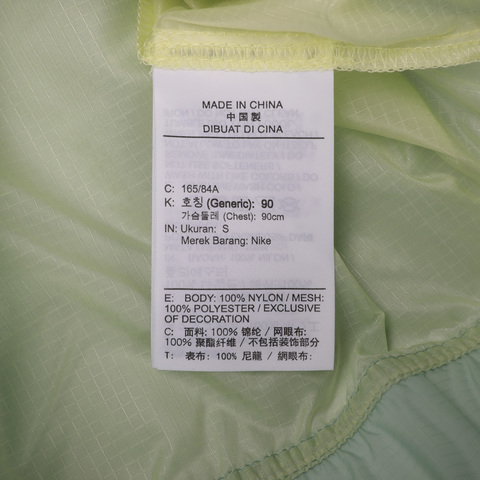 MADE IN CHINA
中国製
DIBUAT DI CINA
C: 165/84A
K: 호칭 (Generic): 90
가슴둘레 (Chest): 90cm
IN: Ukuran: S
Merek Barang: Nike
E: BODY: 100% NYLON / MESH:
100% POLYESTER / EXCLUSIVE
OF DECORATION
C: 面料: 100% 锦纶 / 网眼布:
100% 聚酯纤维 / 不包括装饰部分
T: 表布: 100% 尼龍 / 網眼布: